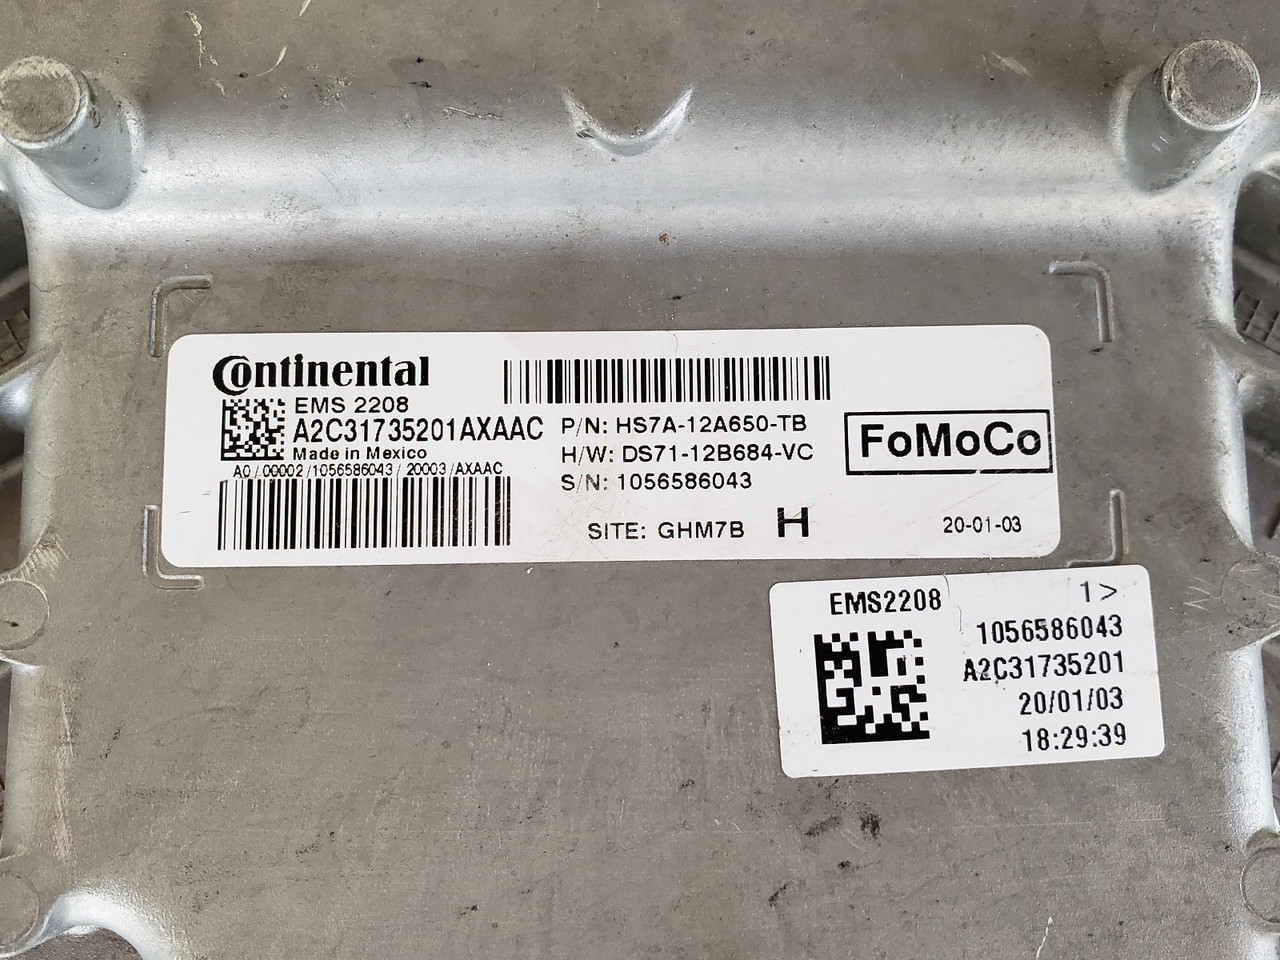 Continental
EMS 2208
A2C31735201AXAAC
Made in Mexico
A0/00002/1056586043/20003/AXAAC
P/N: HS7A-12A650-TB
H/W: DS71-12B684-VC
S/N: 1056586043
SITE: GHM7B H
FoMoCo
20-01-03
EMS2208 1>
1056586043
A2C31735201
20/01/03
18:29:39